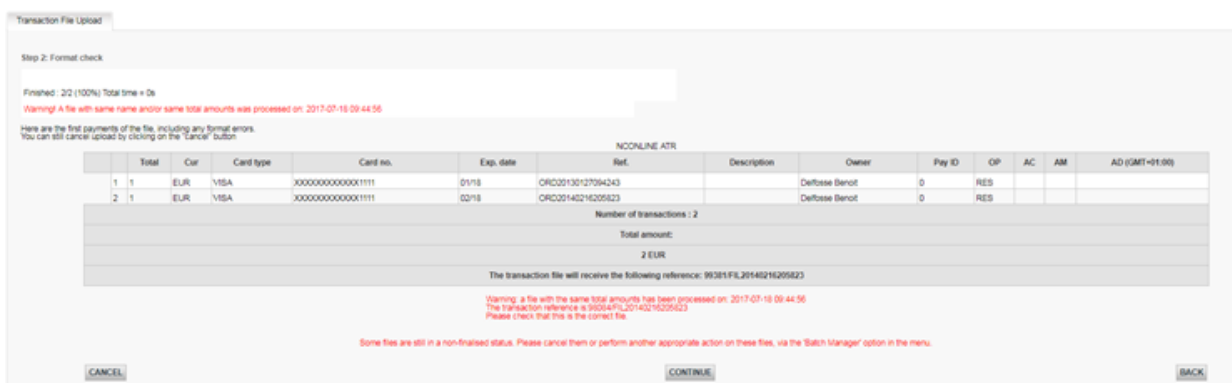 Transaction File Upload
Step 2: Format check
Finished : 2/2 (100%) Total time = 0s
Warning! A file with same name and/or same total amounts was processed on: 2017-07-18 09:44:56
Here are the first payments of the file, including any format errors.
You can still cancel upload by clicking on the "cancel" button
NCONLINE ATR
Total Cur Card type Card no. Exp. date Ref. Description Owner Pay ID OP AC AM AD (GMT+01:00)
1 1 EUR VISA XXXXXXXXXXXX1111 01/18 ORD20130127094243 Delfosse Benoit 0 RES
2 1 EUR VISA XXXXXXXXXXXX1111 02/18 ORD20140216205823 Delfosse Benoit 0 RES
Number of transactions : 2
Total amount:
2 EUR
The transaction file will receive the following reference: 99381/FIL20140216205823
Warning: a file with the same total amounts has been processed on: 2017-07-18 09:44:56
The transaction reference is 98084/FIL20140216205823
Please check that this is the correct file.
Some files are still in a non-finalised status. Please cancel them or perform another appropriate action on these files, via the 'Batch Manager' option in the menu.
CANCEL CONTINUE BACK